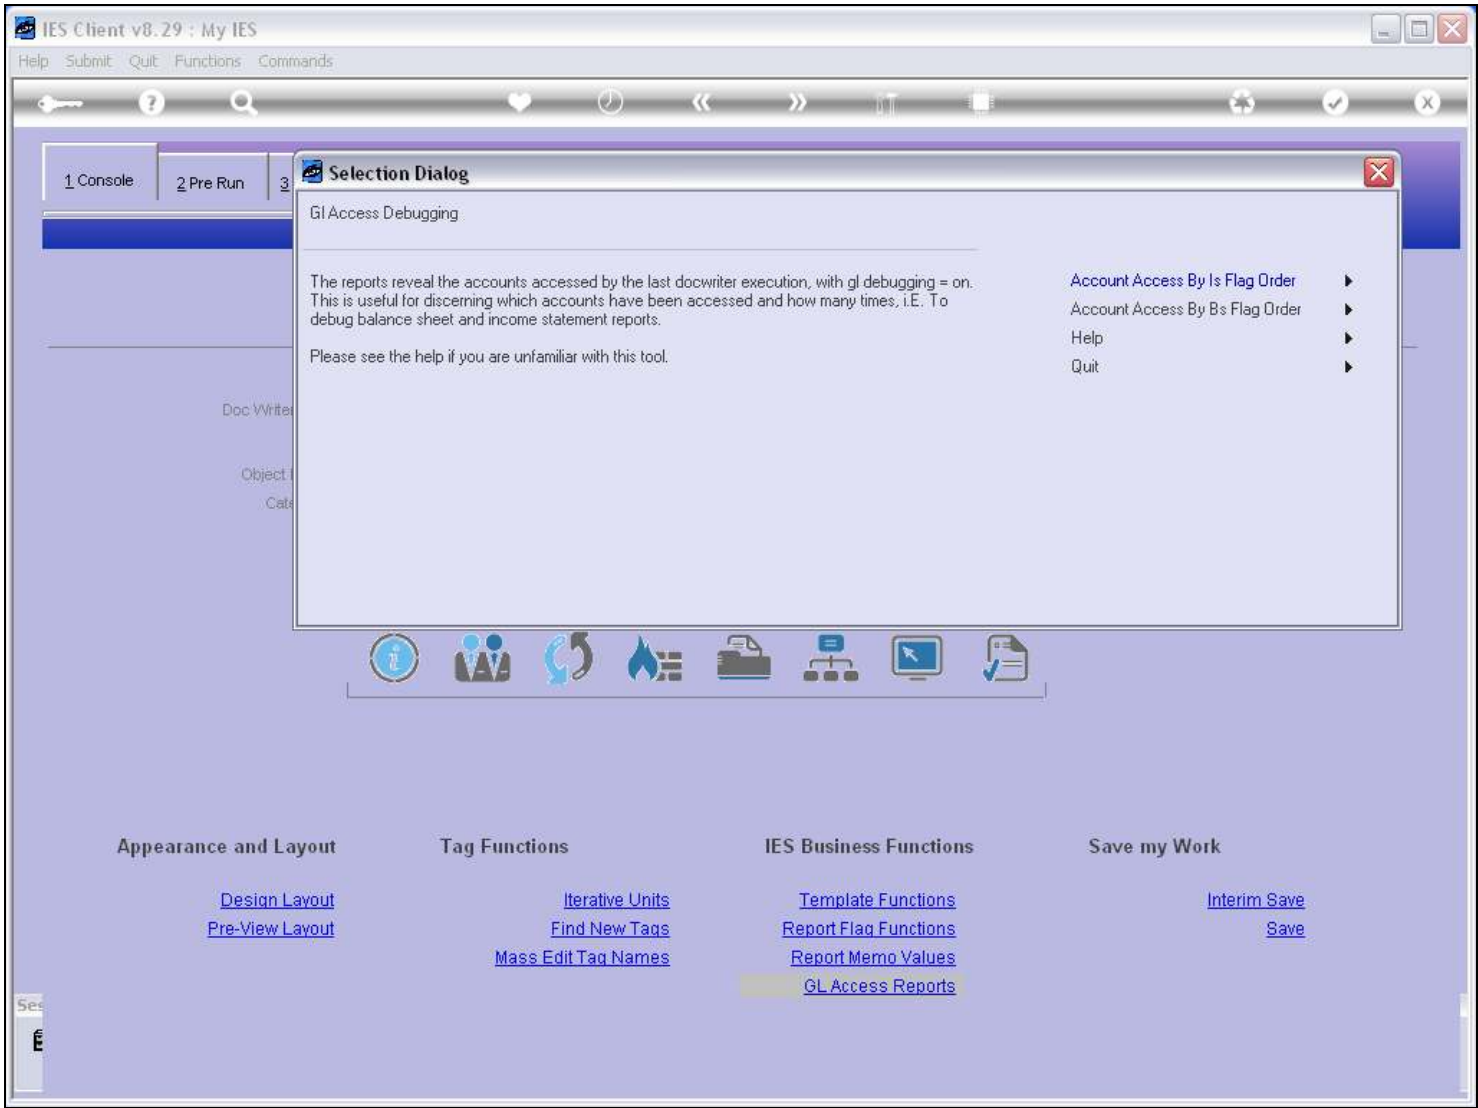 IES Client v8.29 : My IES
Help Submit Quit Functions Commands
1 Console
2 Pre Run
3
Selection Dialog
Gl Access Debugging
The reports reveal the accounts accessed by the last docwriter execution, with gl debugging = on.
This is useful for discerning which accounts have been accessed and how many times, i.E. To
debug balance sheet and income statement reports.
Please see the help if you are unfamiliar with this tool.
Account Access By Is Flag Order
Account Access By Bs Flag Order
Help
Quit
Doc Writer
Object
Cate
Appearance and Layout
Design Layout
Pre-View Layout
Tag Functions
Iterative Units
Find New Tags
Mass Edit Tag Names
IES Business Functions
Template Functions
Report Flag Functions
Report Memo Values
GL Access Reports
Save my Work
Interim Save
Save
Ses